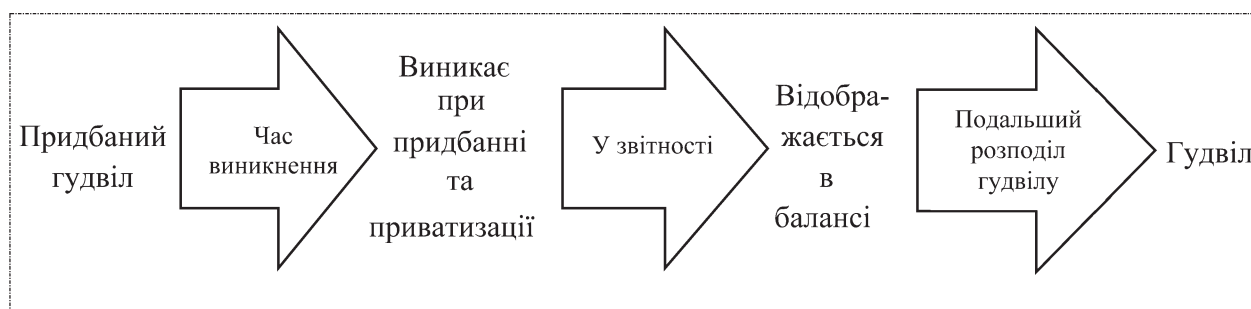 Придбаний
гудвіл
Час
виникнення
Виникає
при
придбанні
та
приватизації
У звітності
Відобра-
жається
в
балансі
Подальший
розподіл
гудвілу
Гудвіл